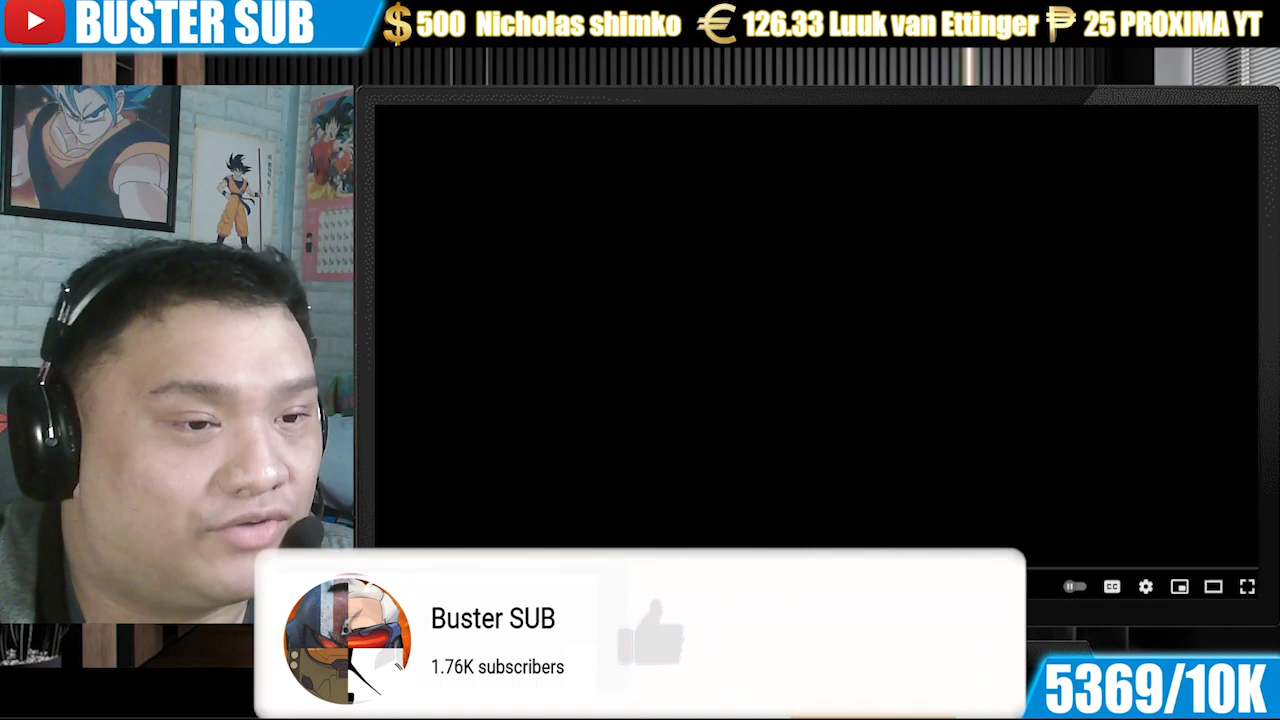 BUSTER SUB
$ 500 Nicholas shimko € 126.33 Luuk van Ettinger ₱ 25 PROXIMA YT
CC
Buster SUB
1.76K subscribers
5369/10K